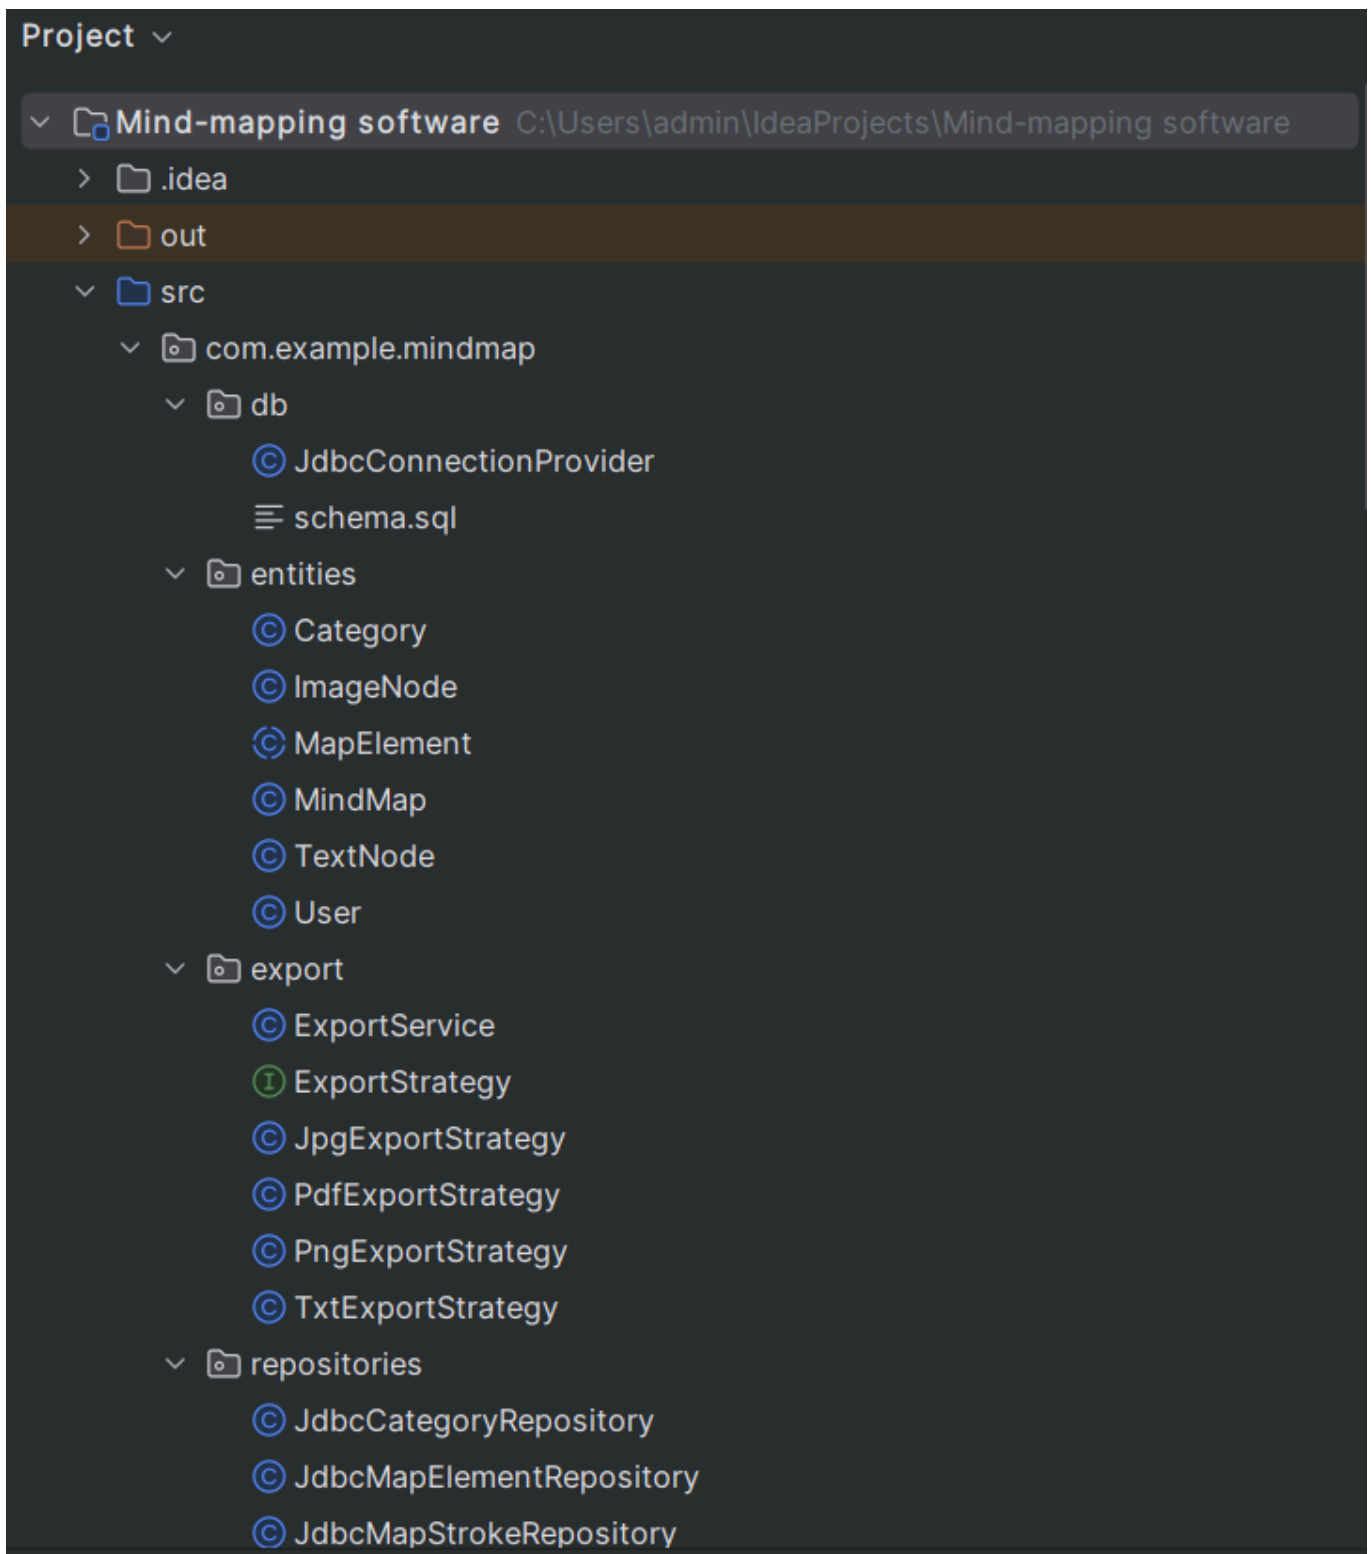 Project
Mind-mapping software C:\Users\admin\IdeaProjects\Mind-mapping software
.idea
out
src
com.example.mindmap
db
JdbcConnectionProvider
schema.sql
entities
Category
ImageNode
MapElement
MindMap
TextNode
User
export
ExportService
ExportStrategy
JpgExportStrategy
PdfExportStrategy
PngExportStrategy
TxtExportStrategy
repositories
JdbcCategoryRepository
JdbcMapElementRepository
JdbcMapStrokeRepository